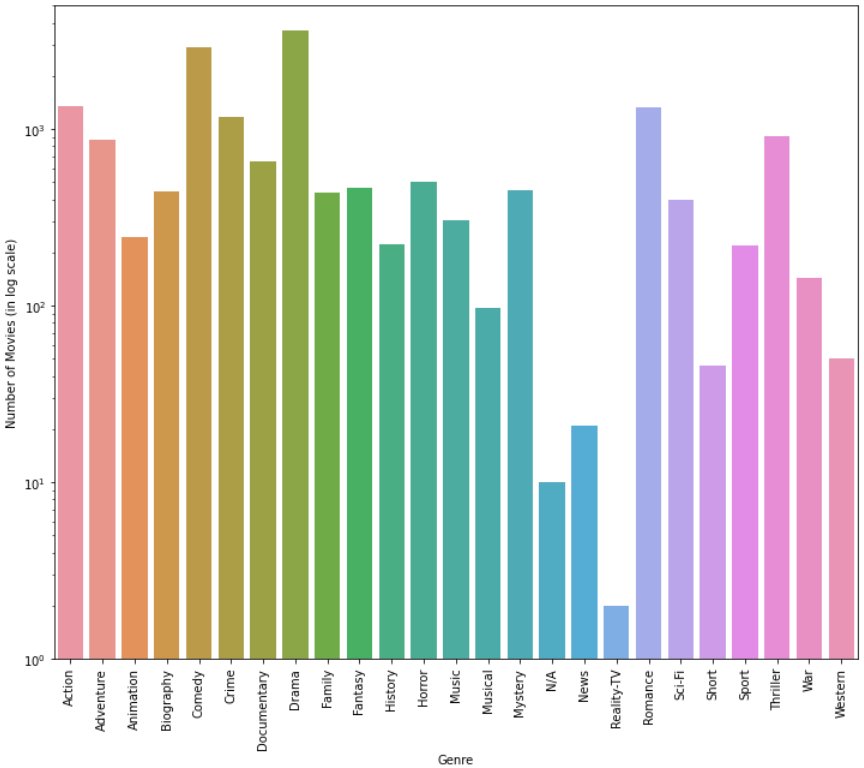 Number of Movies (in log scale)
10³
10²
10¹
10⁰
Action
Adventure
Animation
Biography
Comedy
Crime
Documentary
Drama
Family
Fantasy
History
Horror
Music
Musical
Mystery
N/A
News
Reality-TV
Romance
Sci-Fi
Short
Sport
Thriller
War
Western
Genre